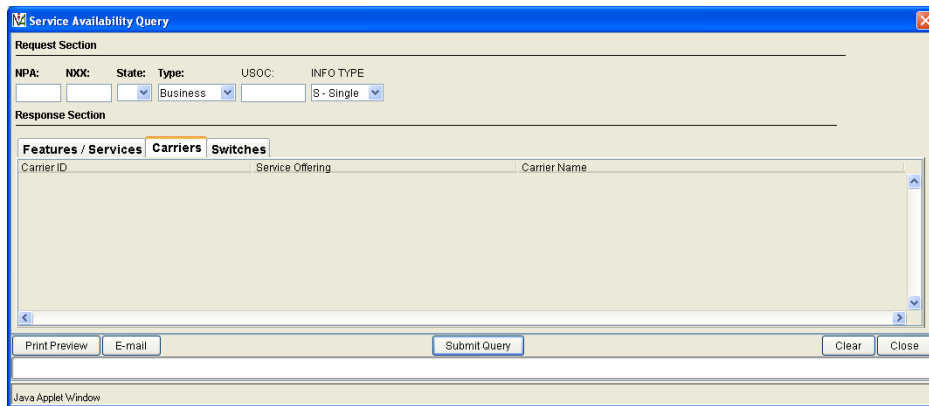 Service Availability Query
Request Section
NPA: NXX: State: Type: USOC: INFO TYPE
Business S - Single
Response Section
Features / Services Carriers Switches
Carrier ID Service Offering Carrier Name
Print Preview E-mail Submit Query Clear Close
Java Applet Window